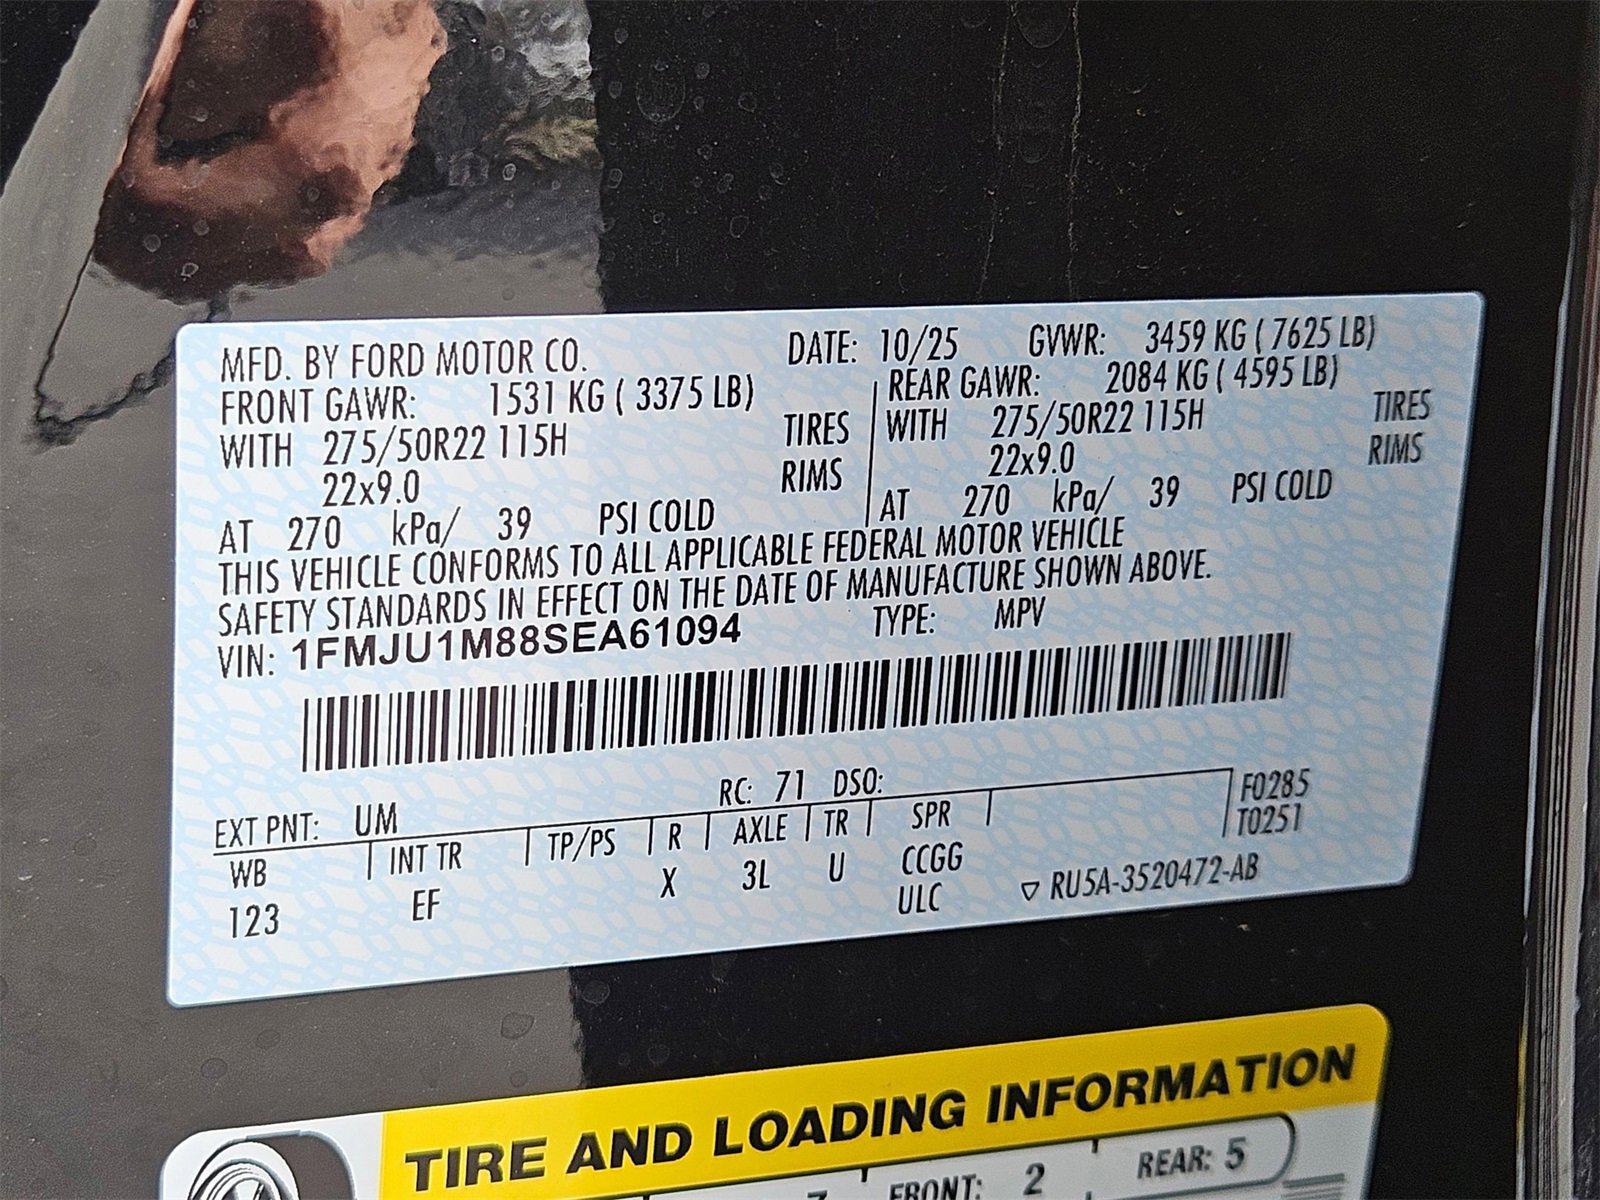 MFD. BY FORD MOTOR CO. DATE: 10/25 GVWR: 3459 KG ( 7625 LB)
FRONT GAWR: 1531 KG ( 3375 LB) REAR GAWR: 2084 KG ( 4595 LB)
WITH 275/50R22 115H TIRES WITH 275/50R22 115H TIRES
22x9.0 RIMS 22x9.0 RIMS
AT 270 kPa/ 39 PSI COLD AT 270 kPa/ 39 PSI COLD
THIS VEHICLE CONFORMS TO ALL APPLICABLE FEDERAL MOTOR VEHICLE
SAFETY STANDARDS IN EFFECT ON THE DATE OF MANUFACTURE SHOWN ABOVE.
VIN: 1FMJU1M88SEA61094 TYPE: MPV
EXT PNT: UM RC: 71 DSO: F0285
WB INT TR TP/PS R AXLE TR SPR T0251
123 EF X 3L U CCGG
ULC ▽ RU5A-3520472-AB
TIRE AND LOADING INFORMATION
FRONT: 2 REAR: 5